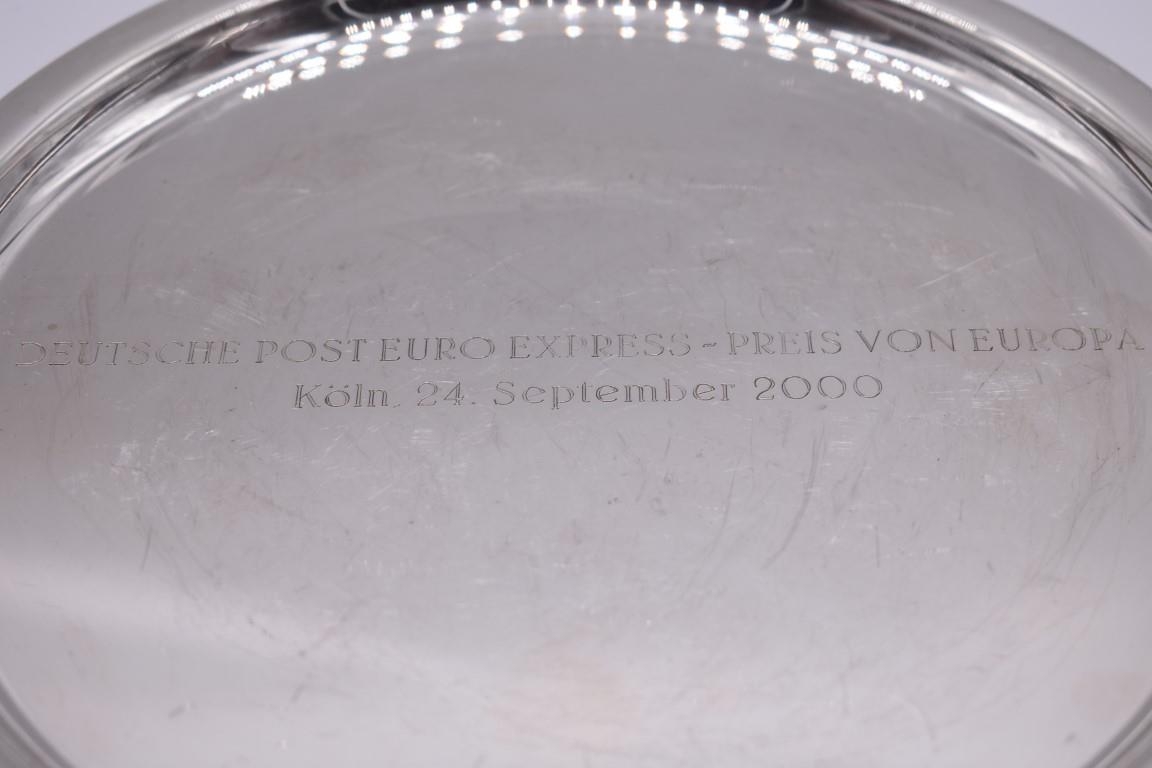 DEUTSCHE POST EURO EXPRESS ~ PREIS VON EUROPA
Köln, 24. September 2000